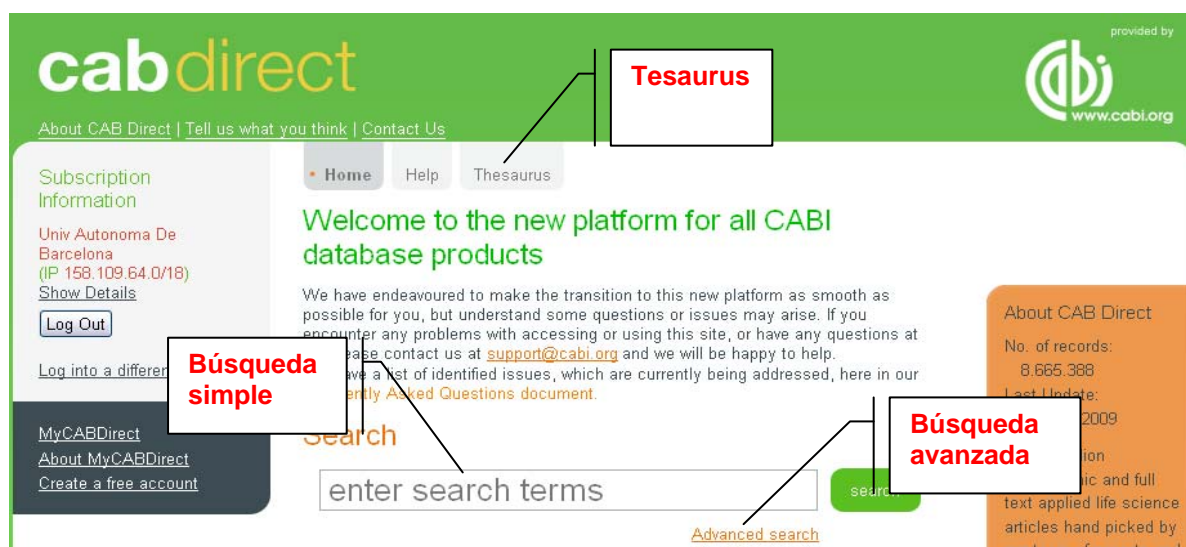 cabdirect
provided by
cabi
www.cabi.org
About CAB Direct | Tell us what you think | Contact Us
Tesaurus
Subscription
Information
Univ Autonoma De
Barcelona
(IP 158.109.64.0/18)
Show Details
Log Out
Log into a different
MyCABDirect
About MyCABDirect
Create a free account
Home Help Thesaurus
Welcome to the new platform for all CABI
database products
We have endeavoured to make the transition to this new platform as smooth as
possible for you, but understand some questions or issues may arise. If you
encounter any problems with accessing or using this site, or have any questions at
contact us at support@cabi.org and we will be happy to help.
a list of identified issues, which are currently being addressed, here in our
Asked Questions document.
Búsqueda
simple
Search
enter search terms
search
Advanced search
Búsqueda
avanzada
About CAB Direct
No. of records:
8.665.388
Last Update:
2009
and full
text applied life science
articles hand picked by